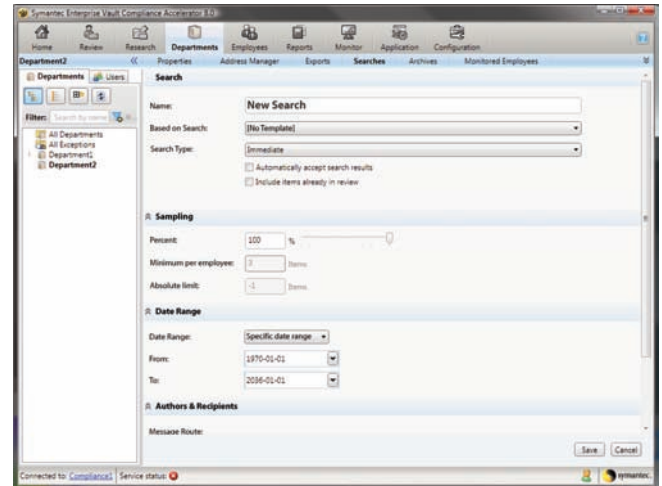 Symantec Enterprise Vault Compliance Accelerator 8.0
Home Review Research Departments Employees Reports Monitor Application Configuration
Department2 Properties Address Manager Exports Searches Archives Monitored Employees
Departments Users
Search
Name: New Search
Filter: Search by name
Based on Search: [No Template]
All Departments
All Exceptions
Department1
Department2
Search Type: Immediate
Automatically accept search results
Include items already in review
Sampling
Percent: 100 %
Minimum per employee: 3 Items
Absolute limit: -1 Items
Date Range
Date Range: Specific date range
From: 1970-01-01
To: 2036-01-01
Authors & Recipients
Message Route:
Save Cancel
Connected to: Compliance1 Service status:
symantec.